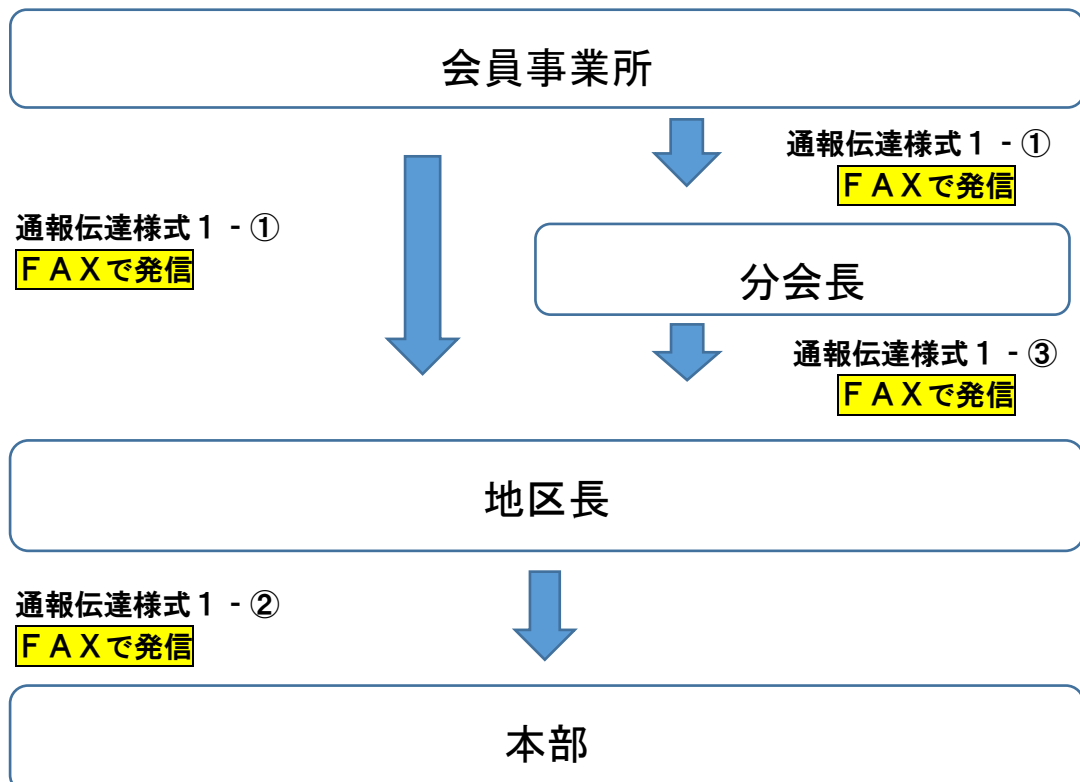 会員事業所
通報伝達様式１‐①
ＦＡＸで発信
通報伝達様式１‐①
ＦＡＸで発信
分会長
通報伝達様式１‐③
ＦＡＸで発信
地区長
通報伝達様式１‐②
ＦＡＸで発信
本部